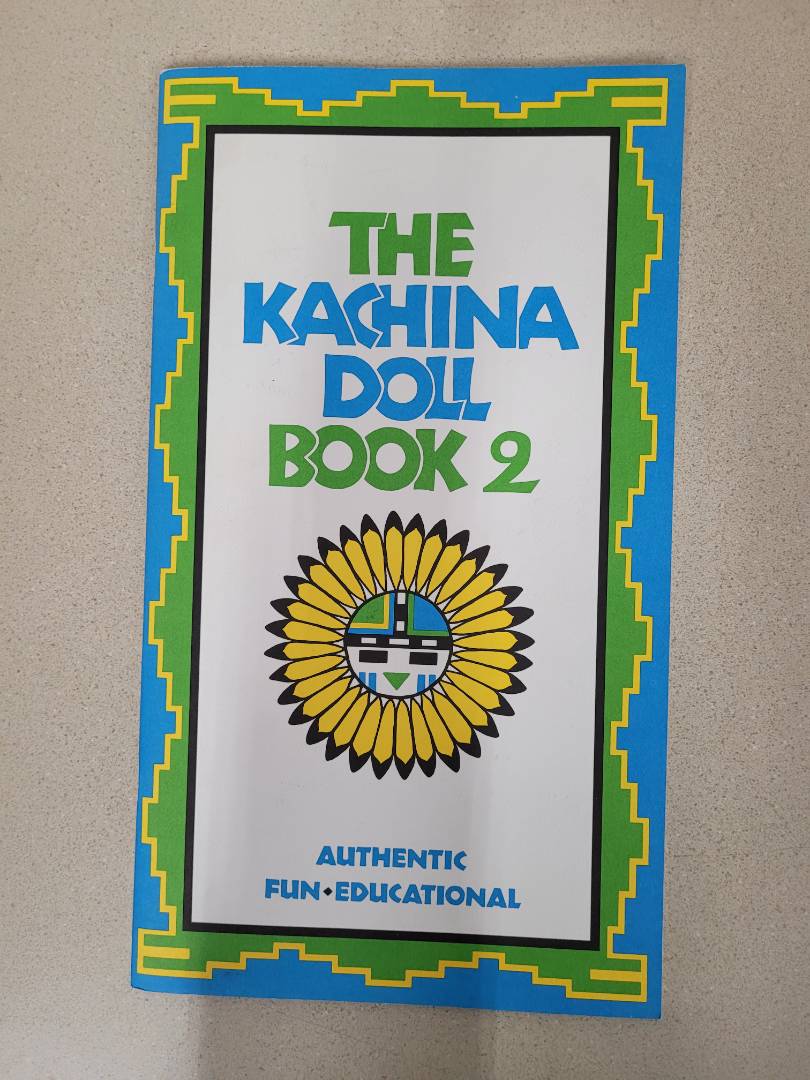 THE
KACHINA
DOLL
BOOK 2
AUTHENTIC
FUN◆EDUCATIONAL